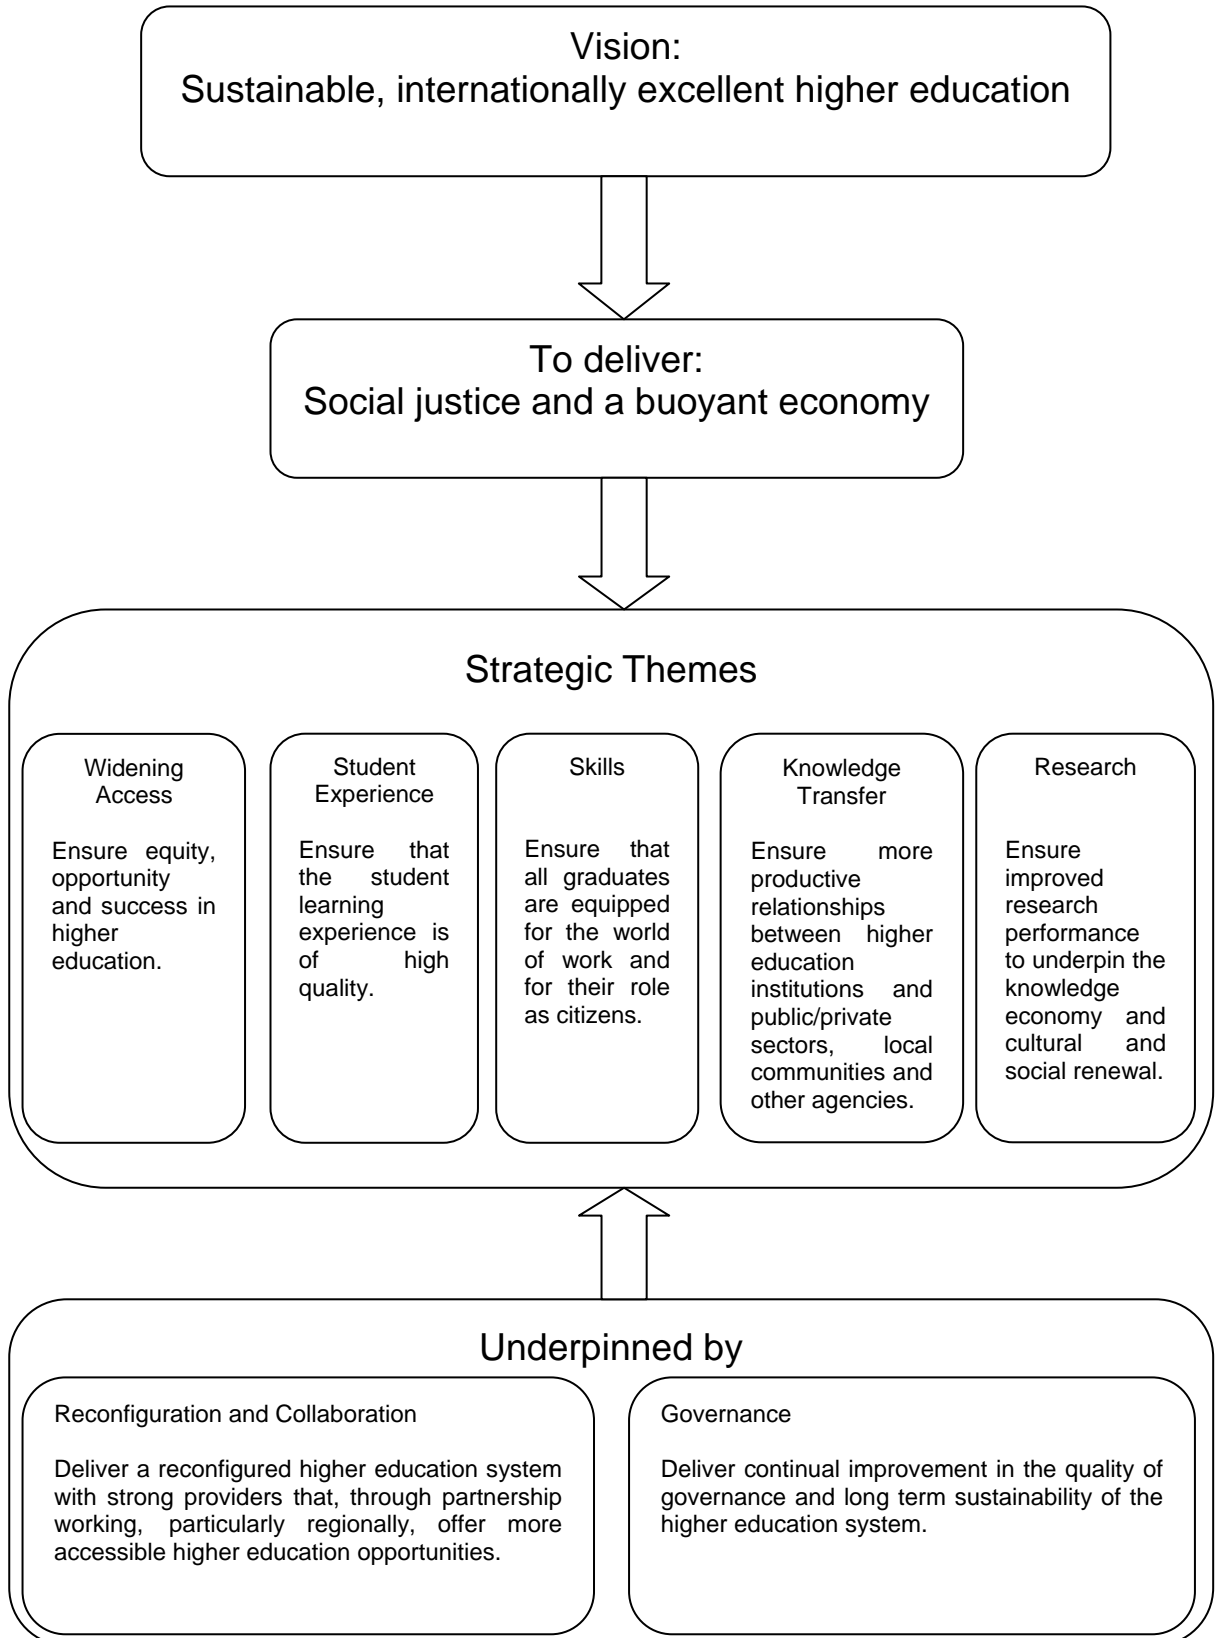 Vision:
Sustainable, internationally excellent higher education
To deliver:
Social justice and a buoyant economy
Strategic Themes
Widening
Access
Ensure equity,
opportunity
and success in
higher
education.
Student
Experience
Ensure that
the student
learning
experience is
of high
quality.
Skills
Ensure that
all graduates
are equipped
for the world
of work and
for their role
as citizens.
Knowledge
Transfer
Ensure more
productive
relationships
between higher
education
institutions and
public/private
sectors, local
communities and
other agencies.
Research
Ensure
improved
research
performance
to underpin the
knowledge
economy and
cultural and
social renewal.
Underpinned by
Reconfiguration and Collaboration
Deliver a reconfigured higher education system
with strong providers that, through partnership
working, particularly regionally, offer more
accessible higher education opportunities.
Governance
Deliver continual improvement in the quality of
governance and long term sustainability of the
higher education system.